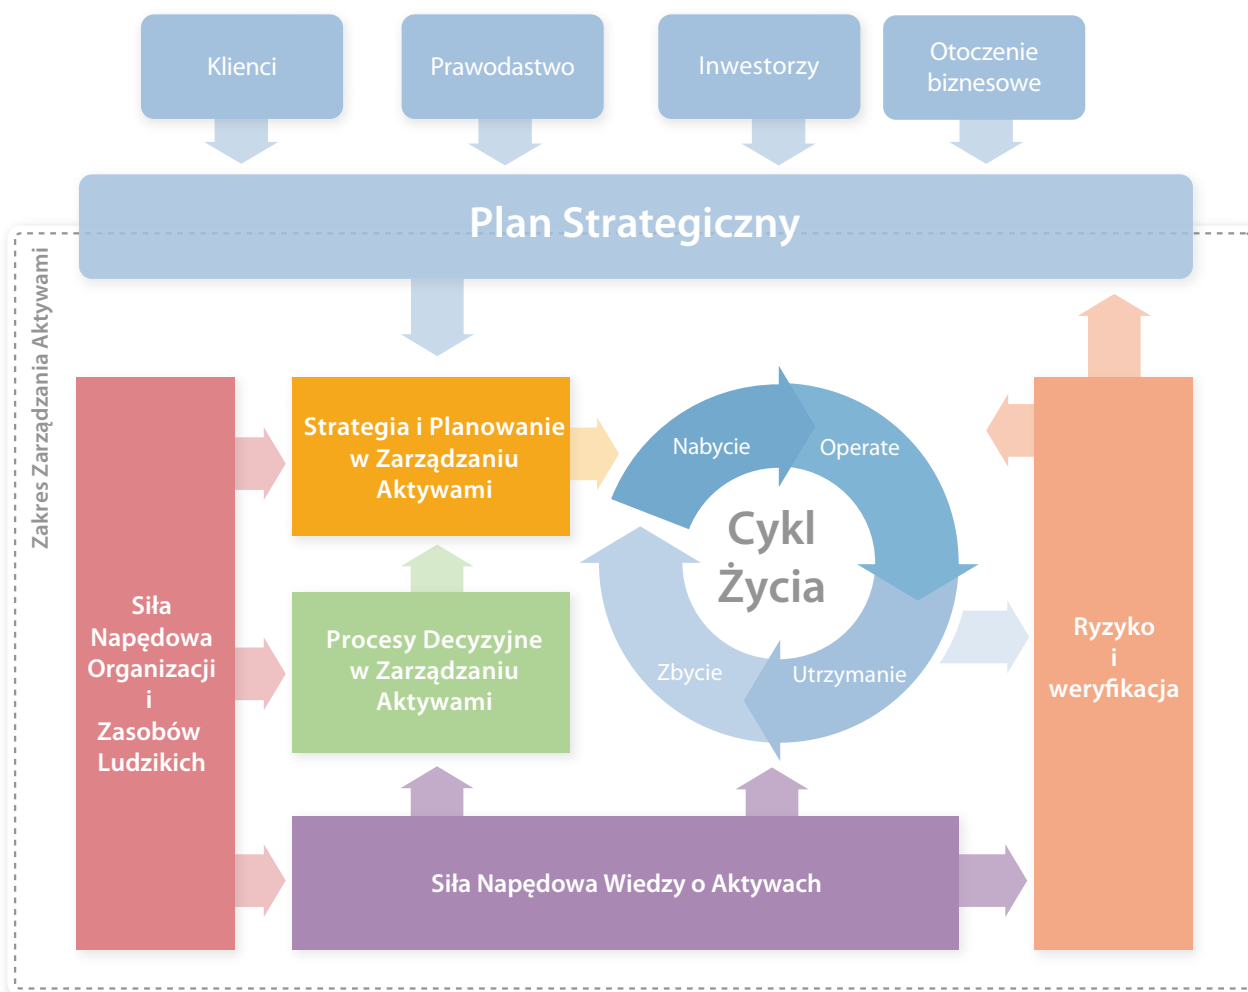 Klienci
Prawodastwo
Inwestorzy
Otoczenie
biznesowe
Plan Strategiczny
Zakres Zarządzania Aktywami
Siła
Napędowa
Organizacji
i
Zasobów
Ludzikich
Strategia i Planowanie
w Zarządzaniu
Aktywami
Procesy Decyzyjne
w Zarządzaniu
Aktywami
Nabycie
Operate
Cykl
Życia
Zbycie
Utrzymanie
Ryzyko
i
weryfikacja
Siła Napędowa Wiedzy o Aktywach